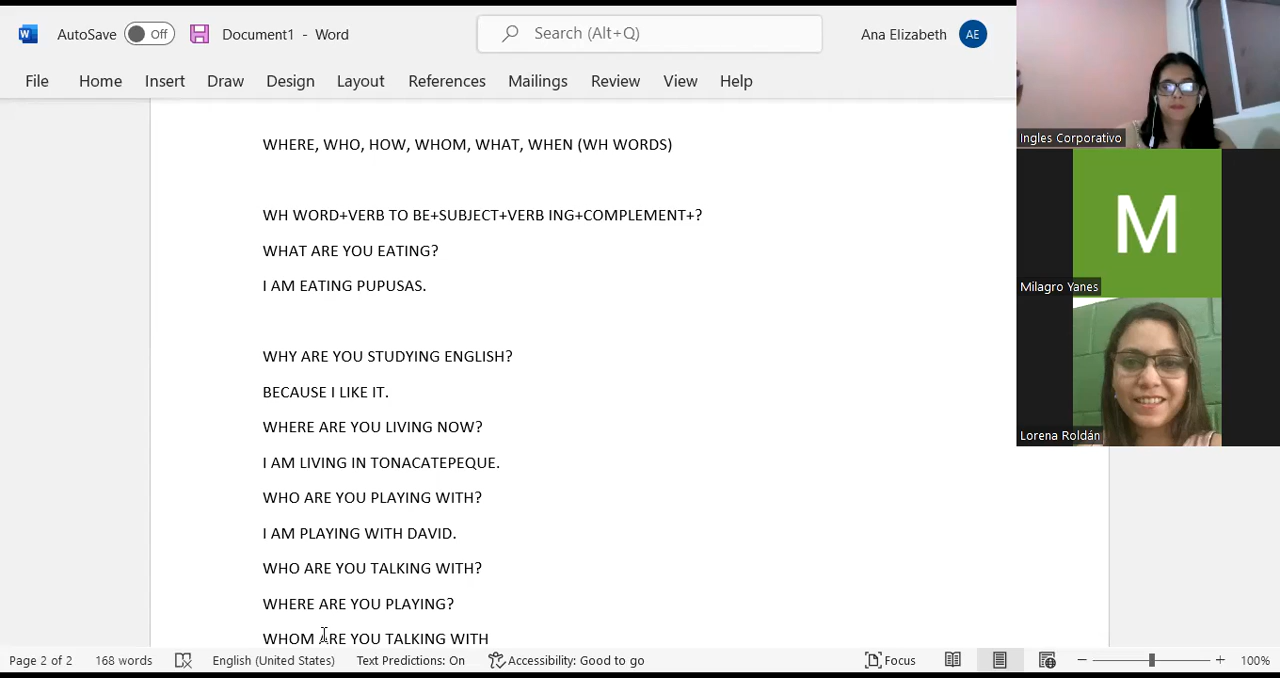 AutoSave Off Document1 - Word Search (Alt+Q) Ana Elizabeth AE
File Home Insert Draw Design Layout References Mailings Review View Help
WHERE, WHO, HOW, WHOM, WHAT, WHEN (WH WORDS)
WH WORD+VERB TO BE+SUBJECT+VERB ING+COMPLEMENT+?
WHAT ARE YOU EATING?
I AM EATING PUPUSAS.
WHY ARE YOU STUDYING ENGLISH?
BECAUSE I LIKE IT.
WHERE ARE YOU LIVING NOW?
I AM LIVING IN TONACATEPEQUE.
WHO ARE YOU PLAYING WITH?
I AM PLAYING WITH DAVID.
WHO ARE YOU TALKING WITH?
WHERE ARE YOU PLAYING?
WHOM ARE YOU TALKING WITH
Page 2 of 2 168 words English (United States) Text Predictions: On Accessibility: Good to go Focus 100%
Ingles Corporativo
M
Milagro Yanes
Lorena Roldán